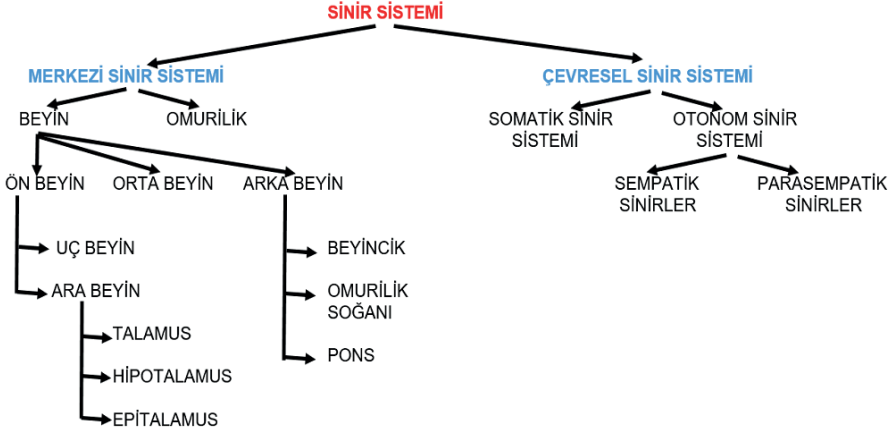 SİNİR SİSTEMİ
MERKEZİ SİNİR SİSTEMİ
ÇEVRESEL SİNİR SİSTEMİ
BEYİN
OMURİLİK
SOMATİK SİNİR
SİSTEMİ
OTONOM SİNİR
SİSTEMİ
ÖN BEYİN
ORTA BEYİN
ARKA BEYİN
SEMPATİK
SİNİRLER
PARASEMPATİK
SİNİRLER
UÇ BEYİN
ARA BEYİN
TALAMUS
HİPOTALAMUS
EPİTALAMUS
BEYİNCİK
OMURİLİK
SOĞANI
PONS